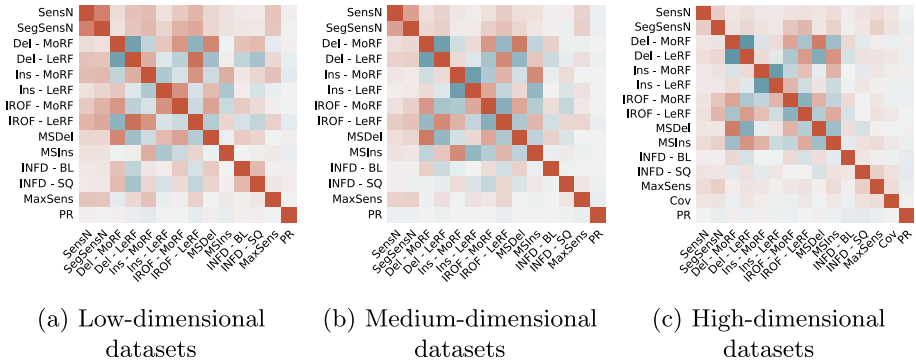 SensN
SegSensN
Del - MoRF
Del - LeRF
Ins - MoRF
Ins - LeRF
IROF - MoRF
IROF - LeRF
MSDel
MSIns
INFD - BL
INFD - SQ
MaxSens
PR
SensN
SegSensN
Del - MoRF
Del - LeRF
Ins - MoRF
Ins - LeRF
IROF - MoRF
IROF - LeRF
MSDel
MSIns
INFD - BL
INFD - SQ
MaxSens
PR
(a) Low-dimensional
datasets
SensN
SegSensN
Del - MoRF
Del - LeRF
Ins - MoRF
Ins - LeRF
IROF - MoRF
IROF - LeRF
MSDel
MSIns
INFD - BL
INFD - SQ
MaxSens
PR
SensN
SegSensN
Del - MoRF
Del - LeRF
Ins - MoRF
Ins - LeRF
IROF - MoRF
IROF - LeRF
MSDel
MSIns
INFD - BL
INFD - SQ
MaxSens
PR
(b) Medium-dimensional
datasets
SensN
SegSensN
Del - MoRF
Del - LeRF
Ins - MoRF
Ins - LeRF
IROF - MoRF
IROF - LeRF
MSDel
MSIns
INFD - BL
INFD - SQ
MaxSens
Cov
PR
SensN
SegSensN
Del - MoRF
Del - LeRF
Ins - MoRF
Ins - LeRF
IROF - MoRF
IROF - LeRF
MSDel
MSIns
INFD - BL
INFD - SQ
MaxSens
Cov
PR
(c) High-dimensional
datasets